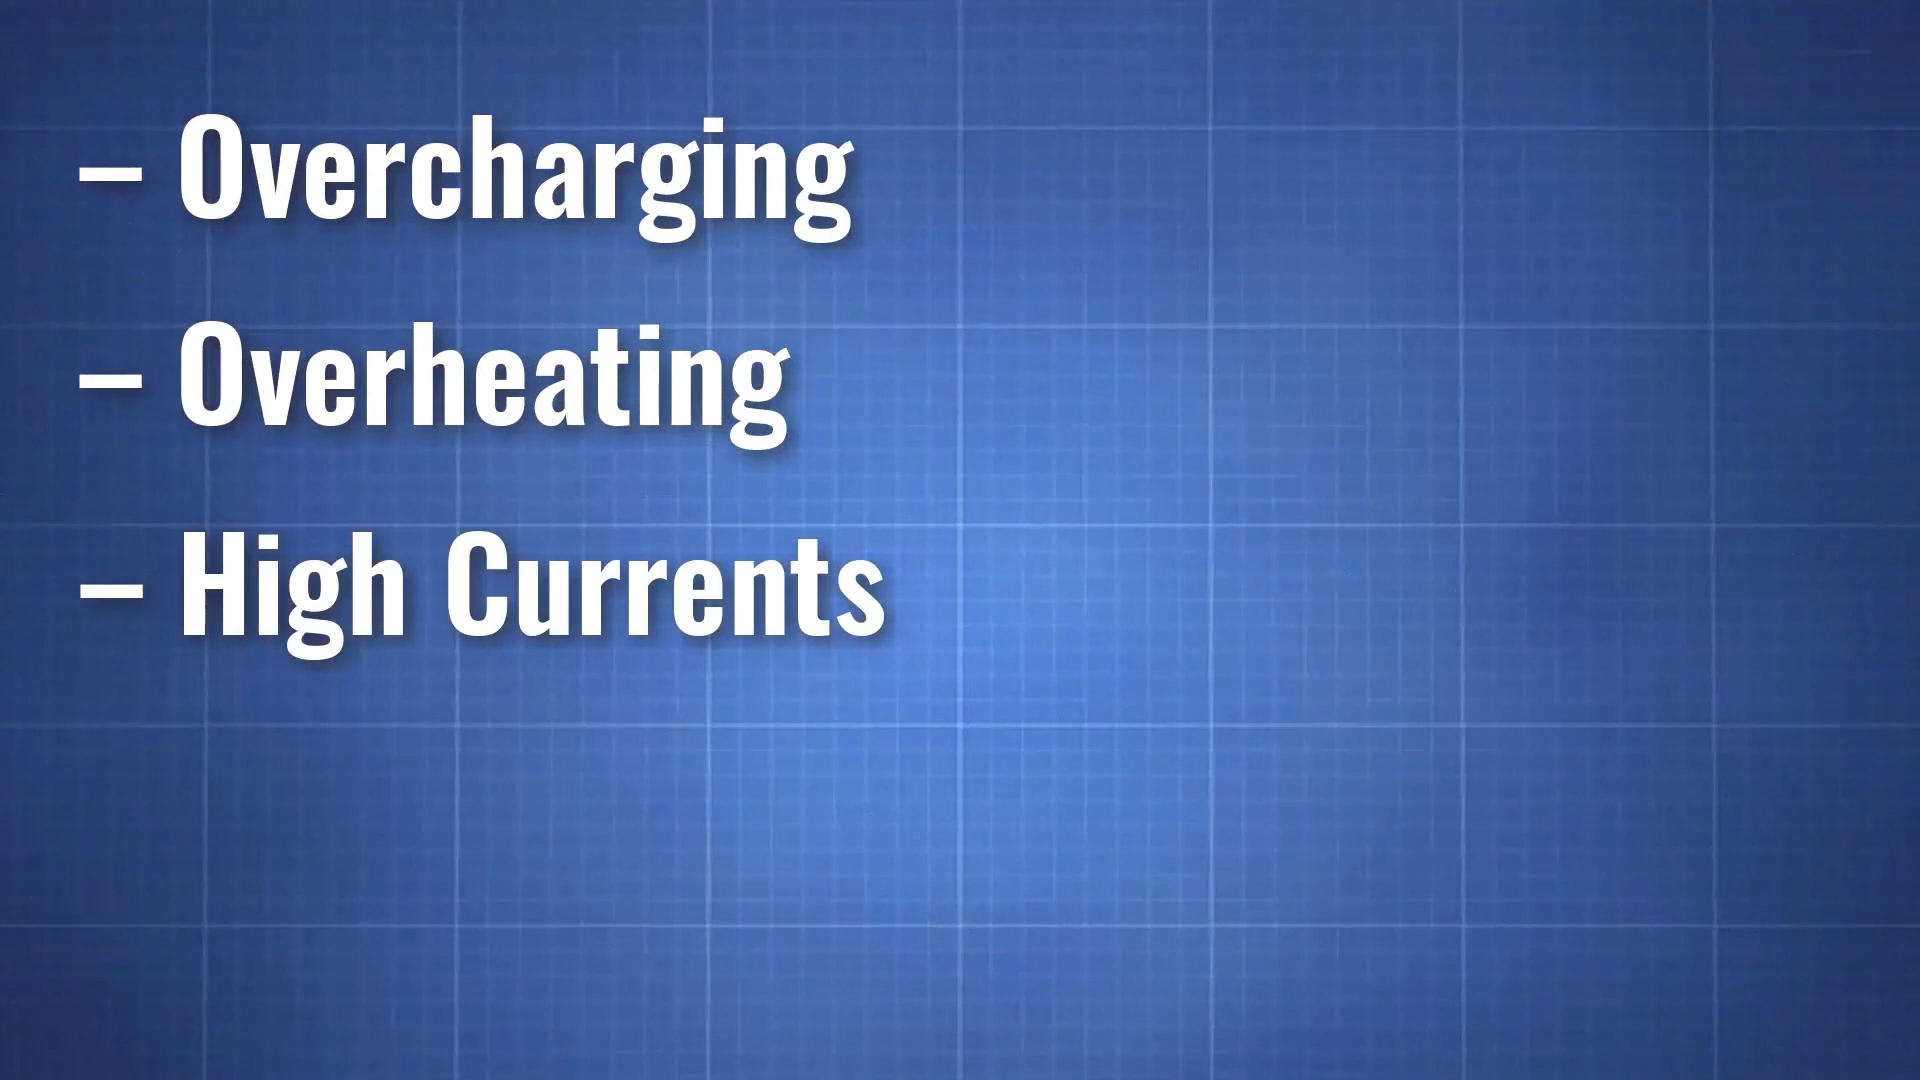 – Overcharging
– Overheating
– High Currents